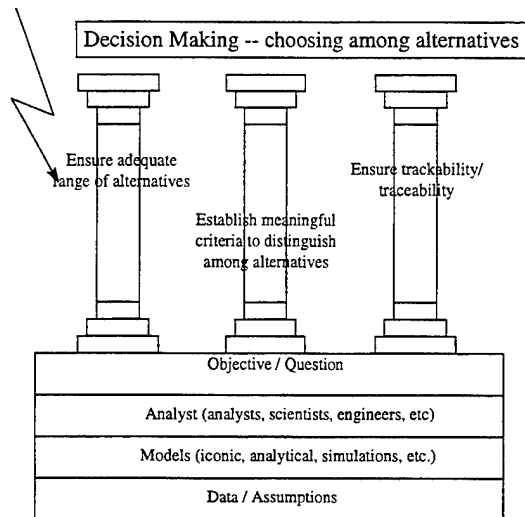 Decision Making -- choosing among alternatives
Ensure adequate
range of alternatives
Establish meaningful
criteria to distinguish
among alternatives
Ensure trackability/
traceability
Objective / Question
Analyst (analysts, scientists, engineers, etc)
Models (iconic, analytical, simulations, etc.)
Data / Assumptions